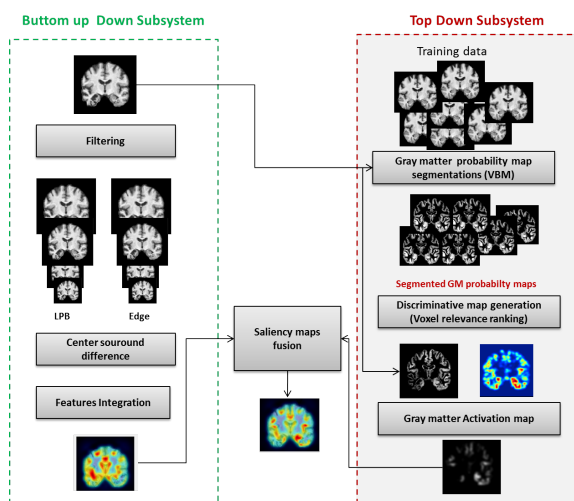 Buttom up  Down Subsystem
Filtering
LPB
Edge
Center souround
difference
Features Integration
Saliency maps
fusion
Top Down Subsystem
Training data
Gray matter probability map
segmentations (VBM)
Segmented GM probabilty maps
Discriminative map generation
(Voxel relevance ranking)
Gray matter Activation map